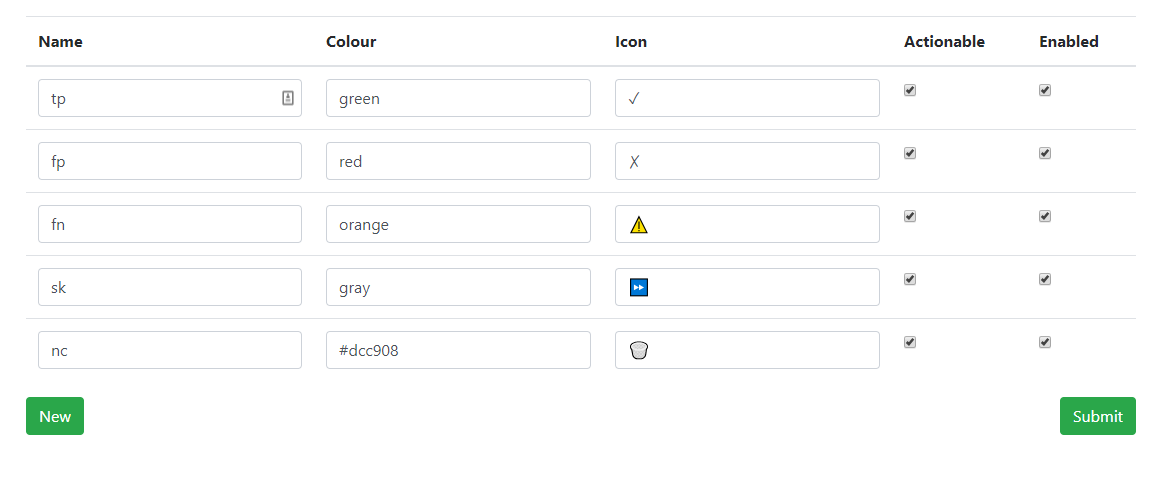 Name Colour Icon Actionable Enabled
tp green ✓
fp red ✗
fn orange ⚠
sk gray ⏩
nc #dcc908 🗑
New Submit